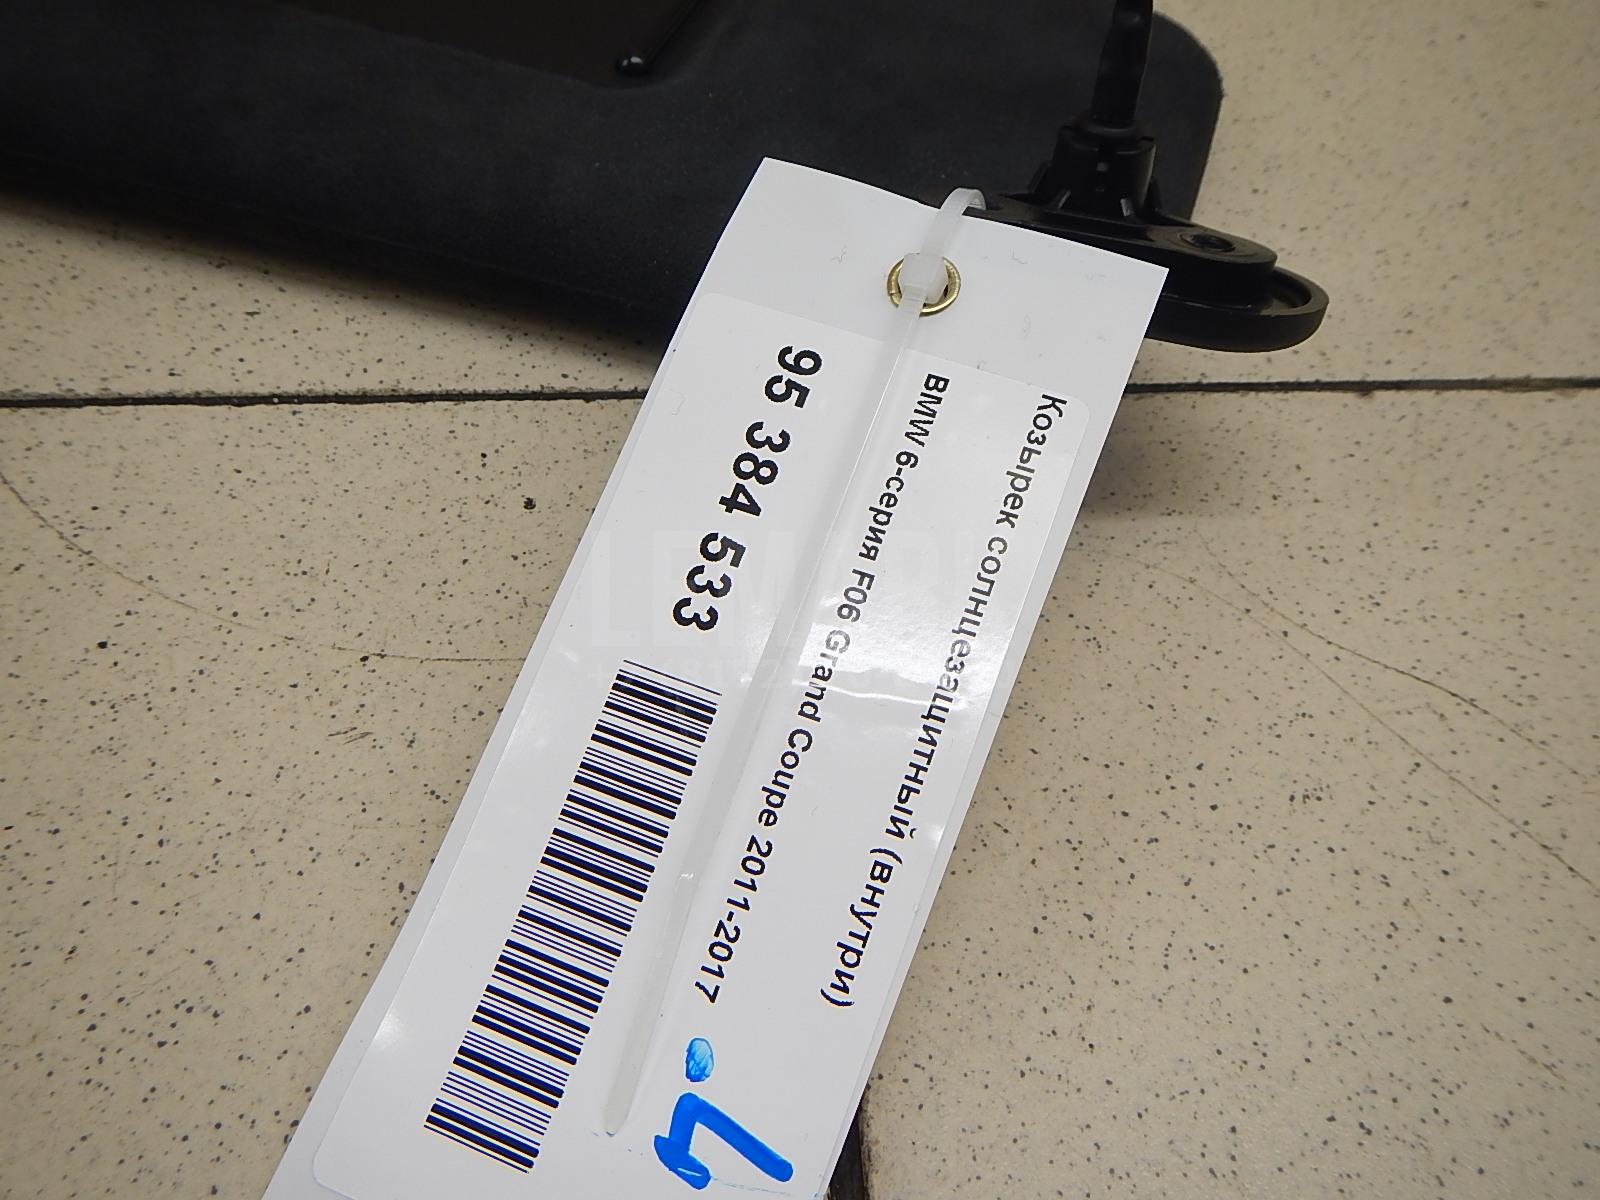 Козырек солнцезащитный (внутри)
BMW 6-серия F06 Grand Coupe 2011-2017
95 384 533